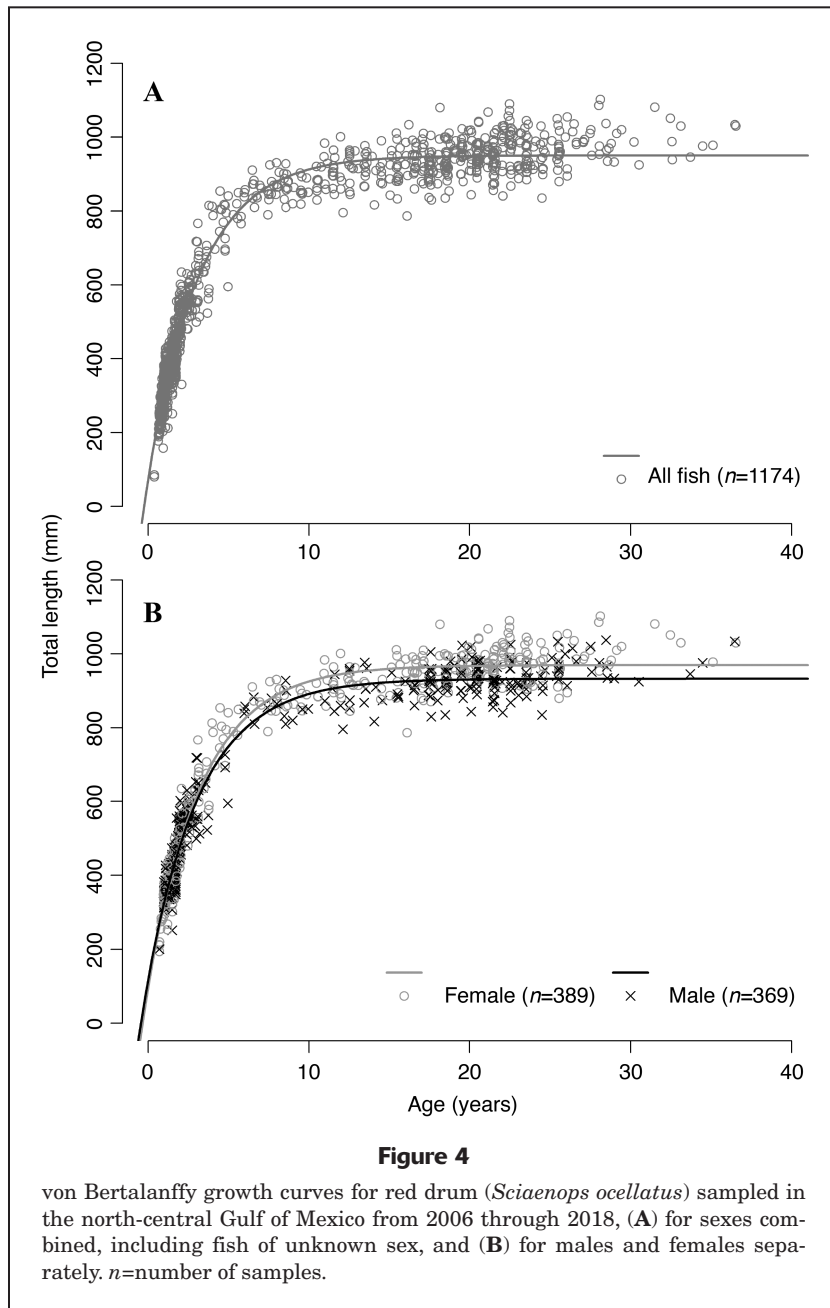 A
1200
1000
800
600
400
200
0
All fish (n=1174)
0 10 20 30 40
Total length (mm)
B
1200
1000
800
600
400
200
0
Female (n=389) Male (n=369)
0 10 20 30 40
Age (years)
Figure 4
von Bertalanffy growth curves for red drum (Sciaenops ocellatus) sampled in
the north-central Gulf of Mexico from 2006 through 2018, (A) for sexes com-
bined, including fish of unknown sex, and (B) for males and females sepa-
rately. n=number of samples.